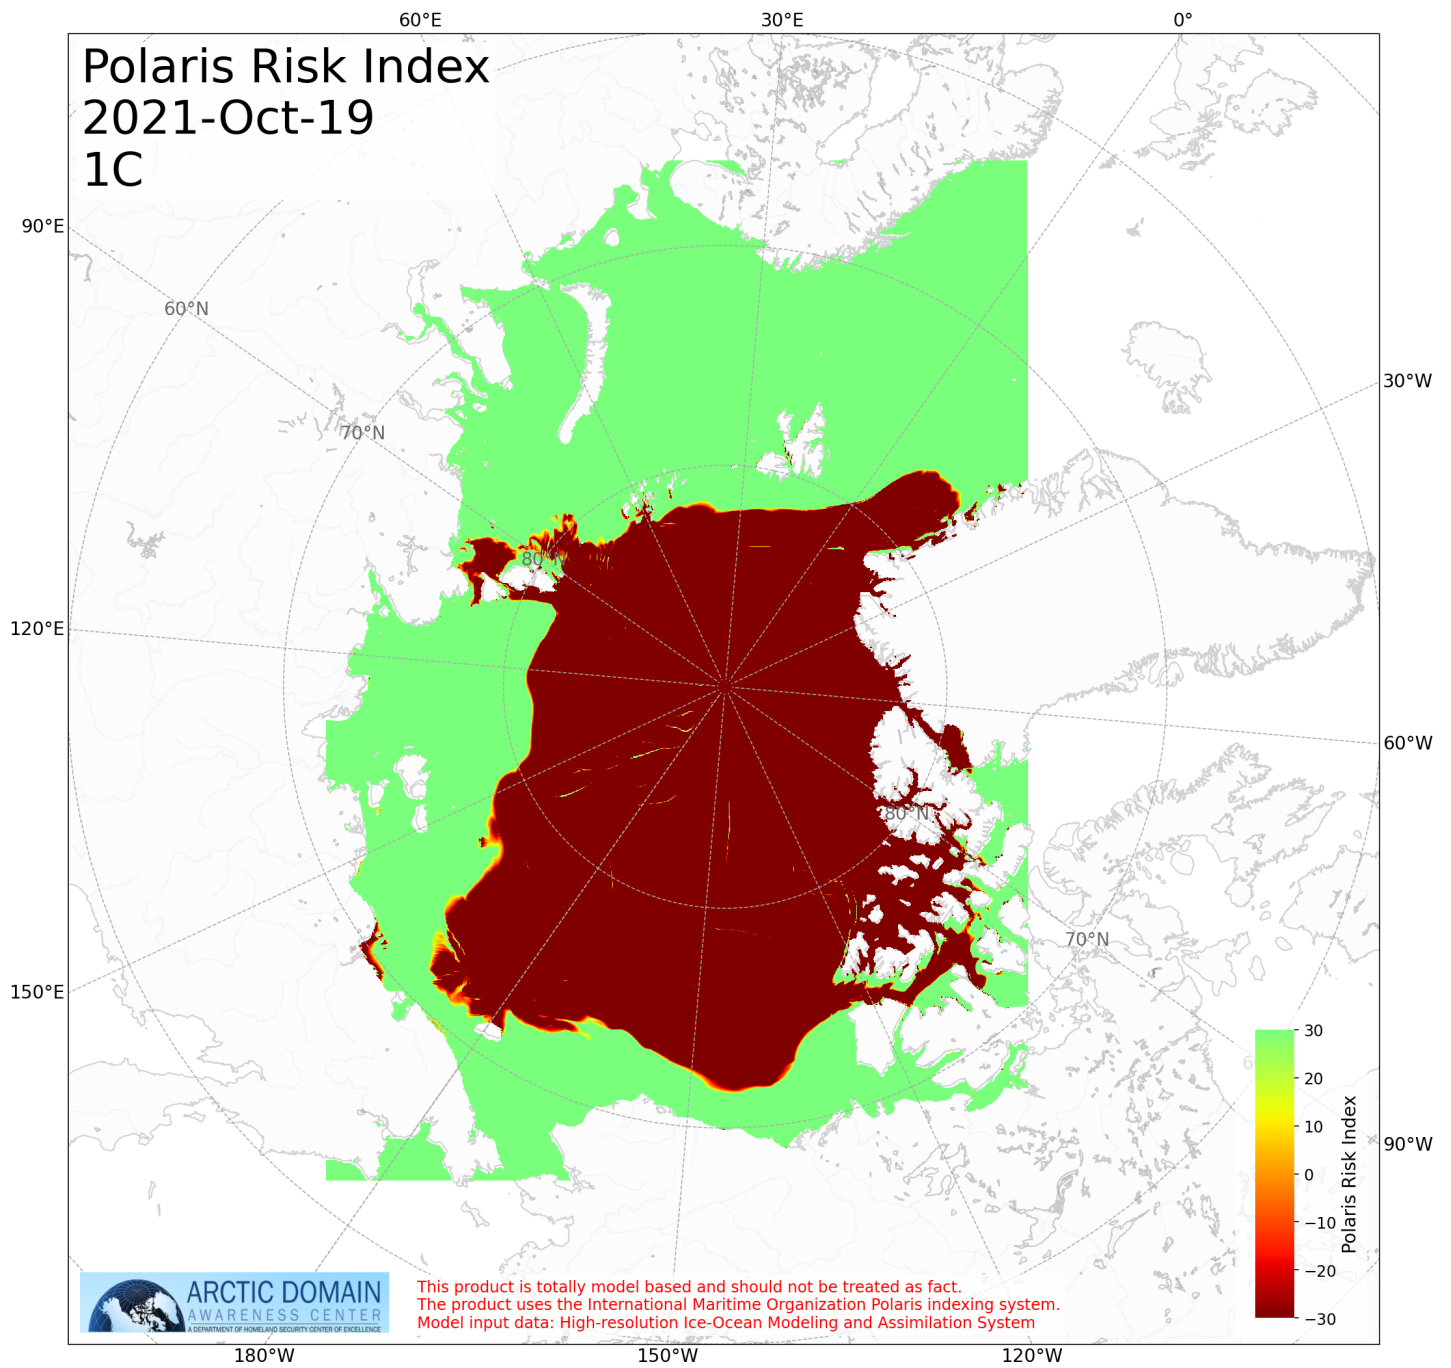 60°E
30°E
0°
Polaris Risk Index
2021-Oct-19
1C
90°E
60°N
30°W
70°N
80°N
120°E
60°W
80°N
70°N
150°E
30
20
10
0
−10
−20
−30
Polaris Risk Index
90°W
ARCTIC DOMAIN
AWARENESS CENTER
A DEPARTMENT OF HOMELAND SECURITY CENTER OF EXCELLENCE
This product is totally model based and should not be treated as fact.
The product uses the International Maritime Organization Polaris indexing system.
Model input data: High-resolution Ice-Ocean Modeling and Assimilation System
180°W
150°W
120°W